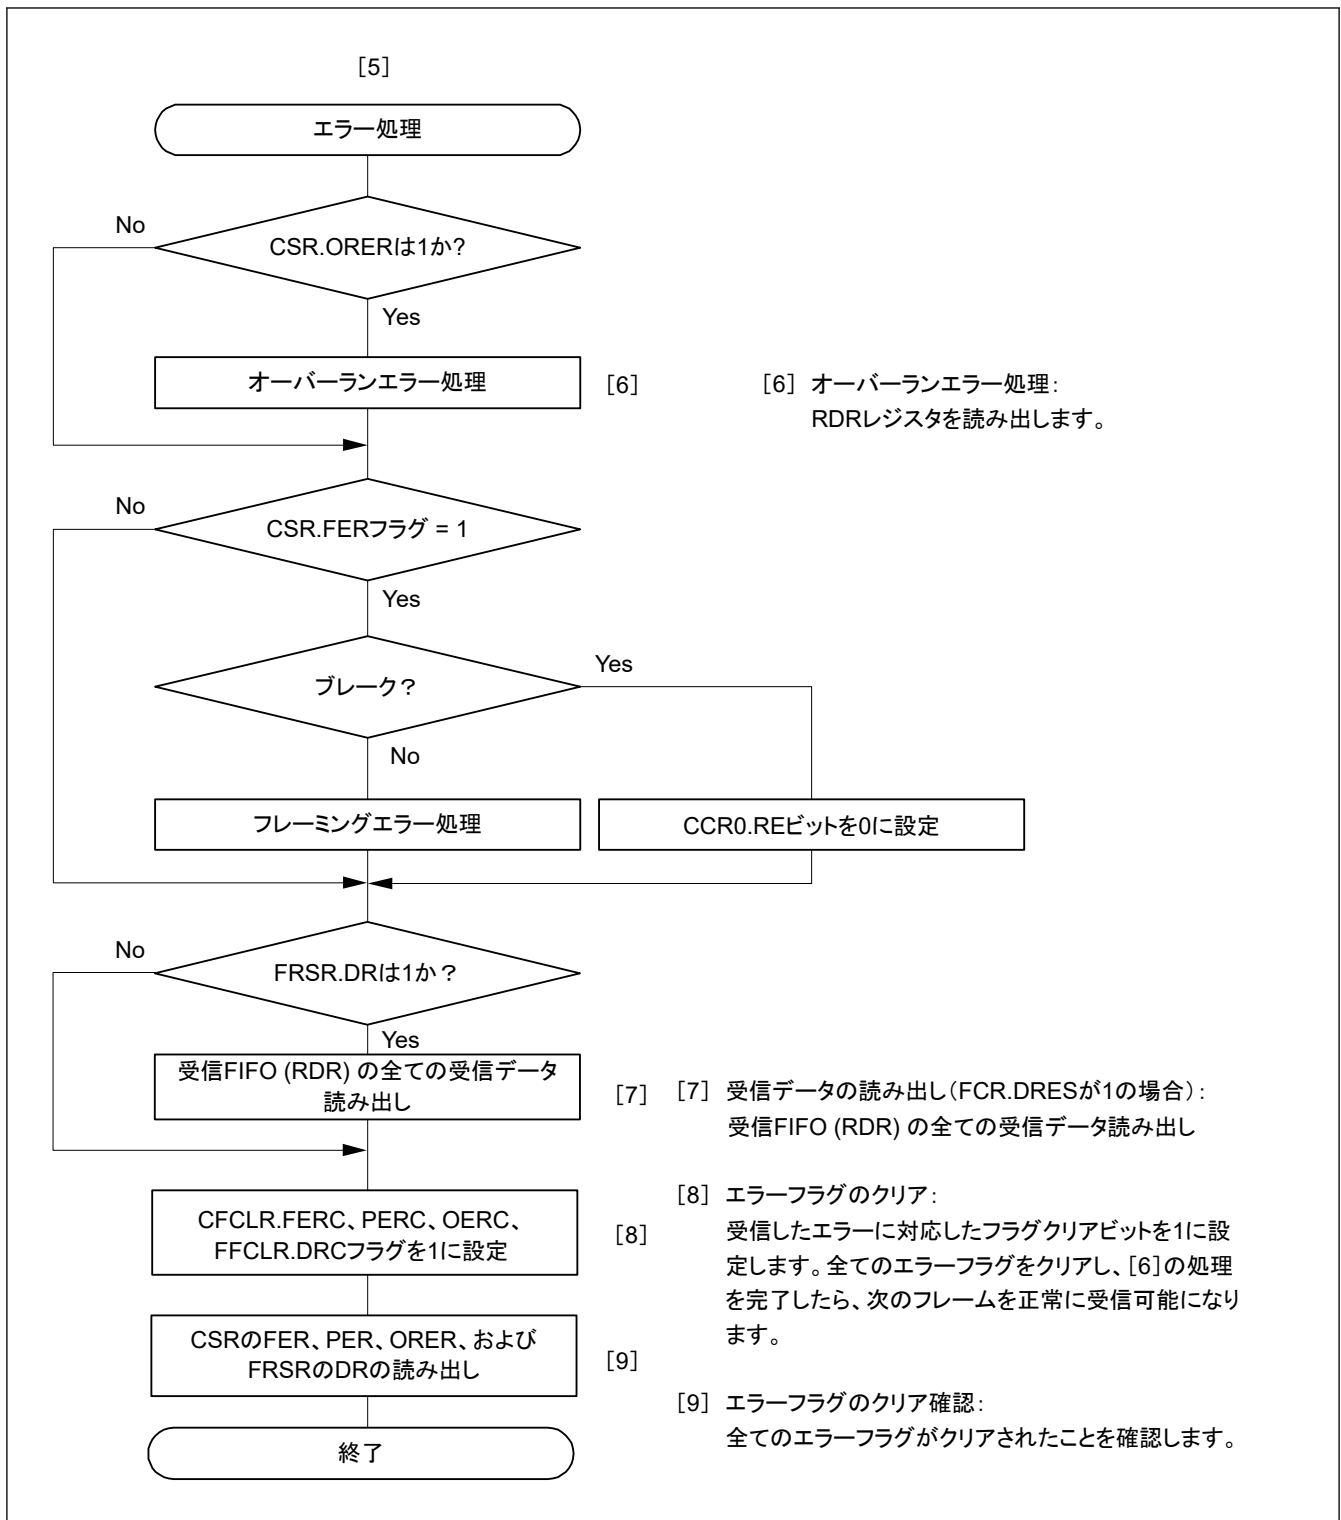 [5]
エラー処理
No
CSR.ORERは1か?
Yes
オーバーランエラー処理
[6]
[6] オーバーランエラー処理:
RDRレジスタを読み出します。
No
CSR.FERフラグ = 1
Yes
ブレーク？
Yes
No
フレーミングエラー処理
CCR0.REビットを0に設定
No
FRSR.DRは1か？
Yes
受信FIFO (RDR) の全ての受信データ
読み出し
[7]
[7] 受信データの読み出し(FCR.DRESが1の場合):
受信FIFO (RDR) の全ての受信データ読み出し
CFCLR.FERC、PERC、OERC、
FFCLR.DRCフラグを1に設定
[8]
[8] エラーフラグのクリア:
受信したエラーに対応したフラグクリアビットを1に設
定します。全てのエラーフラグをクリアし、[6]の処理
を完了したら、次のフレームを正常に受信可能になり
ます。
CSRのFER、PER、ORER、および
FRSRのDRの読み出し
[9]
[9] エラーフラグのクリア確認:
全てのエラーフラグがクリアされたことを確認します。
終了